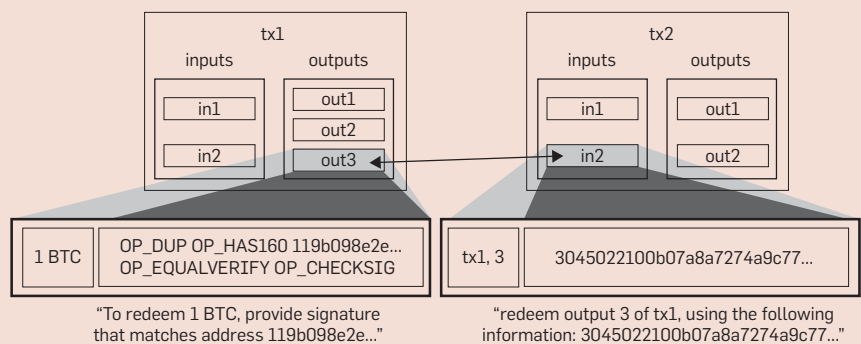 tx1
inputs
outputs
in1
in2
out1
out2
out3
tx2
inputs
outputs
in1
in2
out1
out2
1 BTC
OP_DUP OP_HAS160 119b098e2e...
OP_EQUALVERIFY OP_CHECKSIG
tx1, 3
3045022100b07a8a7274a9c77...
“To redeem 1 BTC, provide signature
that matches address 119b098e2e...”
“redeem output 3 of tx1, using the following
information: 3045022100b07a8a7274a9c77...”